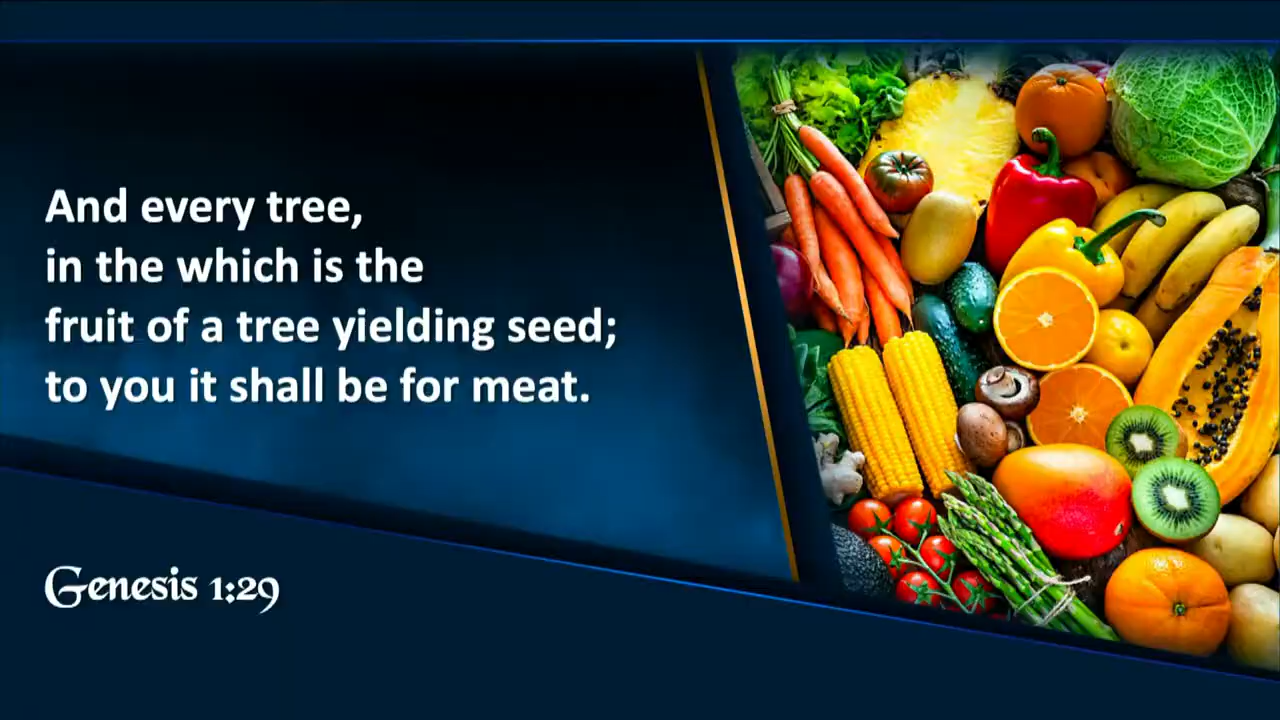 And every tree,
in the which is the
fruit of a tree yielding seed;
to you it shall be for meat.
Genesis 1:29